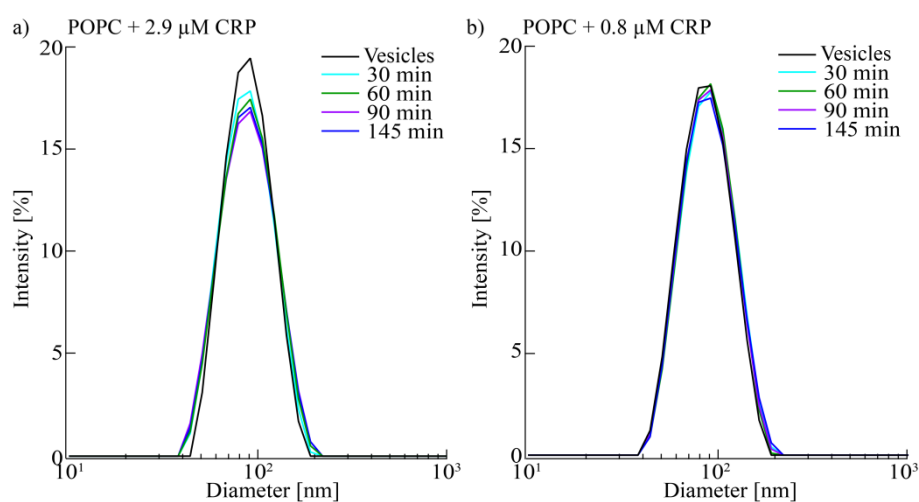 a) POPC + 2.9 µM CRP
20
15
10
5
0
Intensity [%]
Vesicles
30 min
60 min
90 min
145 min
10¹ 10² 10³
Diameter [nm]
b) POPC + 0.8 µM CRP
20
15
10
5
0
Intensity [%]
Vesicles
30 min
60 min
90 min
145 min
10¹ 10² 10³
Diameter [nm]